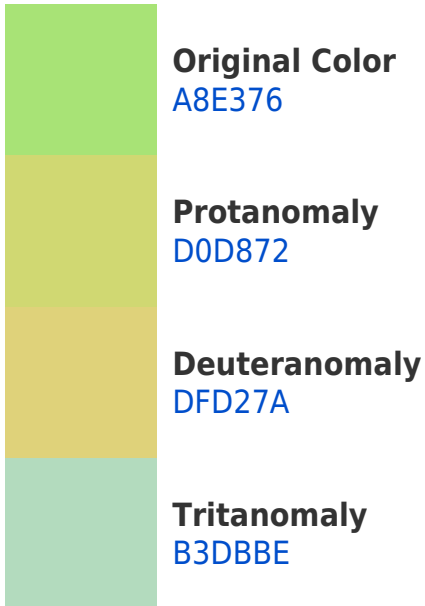 Original Color
A8E376
Protanomaly
D0D872
Deuteranomaly
DFD27A
Tritanomaly
B3DBBE